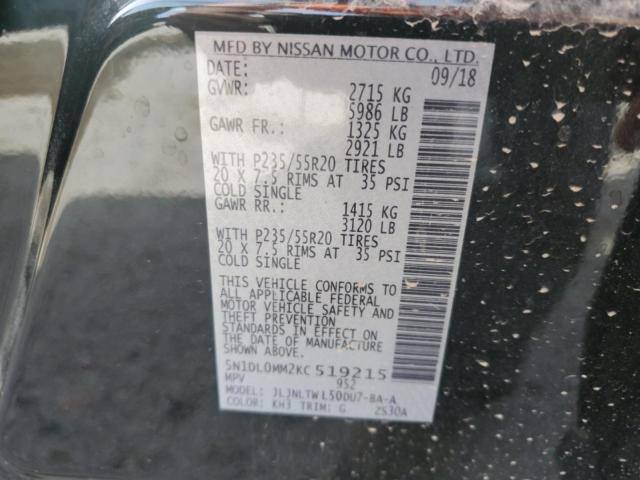 MFD BY NISSAN MOTOR CO., LTD.
DATE: 09/18
GVWR: 2715 KG
5986 LB
GAWR FR.: 1325 KG
2921 LB
WITH P235/55R20 TIRES
20 X 7.5 RIMS AT 35 PSI
COLD SINGLE
GAWR RR.: 1415 KG
3120 LB
WITH P235/55R20 TIRES
20 X 7.5 RIMS AT 35 PSI
COLD SINGLE
THIS VEHICLE CONFORMS TO
ALL APPLICABLE FEDERAL
MOTOR VEHICLE SAFETY AND
THEFT PREVENTION
STANDARDS IN EFFECT ON
THE DATE OF MANUFACTURE
SHOWN ABOVE.
5N1DL0MM2KC 519215
MPV 952
JLJNLTWL50DU7-BA-A
COLOR: KH3 TRIM: G 2S30A